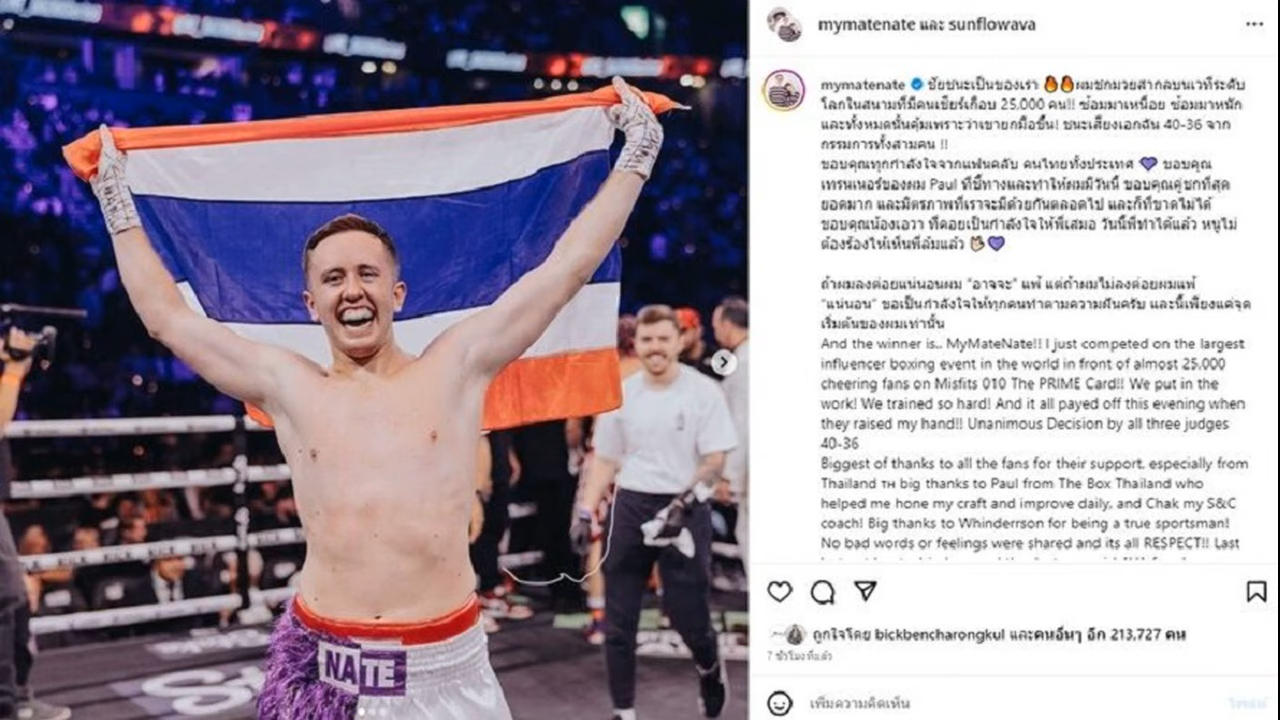 mymatenate และ sunflowava
mymatenate ชัยชนะเป็นของเรา 🔥🔥ผมชกมวยสากลบนเวทีระดับ
โลกในสนามที่มีคนเชียร์เกือบ 25,000 คน!! ซ้อมมาเหนื่อย ซ้อมมาหนัก
และทั้งหมดนั้นคุ้มเพราะว่าเขายกมือขึ้น! ชนะเสียงเอกฉัน 40-36 จาก
กรรมการทั้งสามคน !!
ขอบคุณทุกกำลังใจจากแฟนคลับ คนไทยทั้งประเทศ 💜 ขอบคุณ
เทรนเนอร์ของผม Paul ที่ชี้ทางและทำให้ผมมีวันนี้ ขอบคุณคู่ชกที่สุด
ยอดมาก และมิตรภาพที่เราจะมีด้วยกันตลอดไป และก็ที่ขาดไม่ได้
ขอบคุณน้องเอวา ที่คอยเป็นกำลังใจให้พี่เสมอ วันนี้พี่ทำได้แล้ว หนูไม่
ต้องร้องไห้เห็นพี่ล้มแล้ว 💜
ถ้าผมลงต่อยแน่นอนผม "อาจจะ" แพ้ แต่ถ้าผมไม่ลงต่อยผมแพ้
"แน่นอน" ขอเป็นกำลังใจให้ทุกคนทำตามความฝันครับ และนี้เพียงแค่จุด
เริ่มต้นของผมเท่านั้น
And the winner is.. MyMateNate!! I just competed on the largest
influencer boxing event in the world in front of almost 25,000
cheering fans on Misfits 010 The PRIME Card!! We put in the
work! We trained so hard! And it all payed off this evening when
they raised my hand!! Unanimous Decision by all three judges
40-36
Biggest of thanks to all the fans for their support, especially from
Thailand TH big thanks to Paul from The Box Thailand who
helped me hone my craft and improve daily, and Chak my S&C
coach! Big thanks to Whinderrson for being a true sportsman!
No bad words or feelings were shared and its all RESPECT!! Last
ถูกใจโดย bickbencharongkul และคนอื่นๆ อีก 213,727 คน
7 ชั่วโมงที่แล้ว
เพิ่มความคิดเห็น
โพสต์
NATE